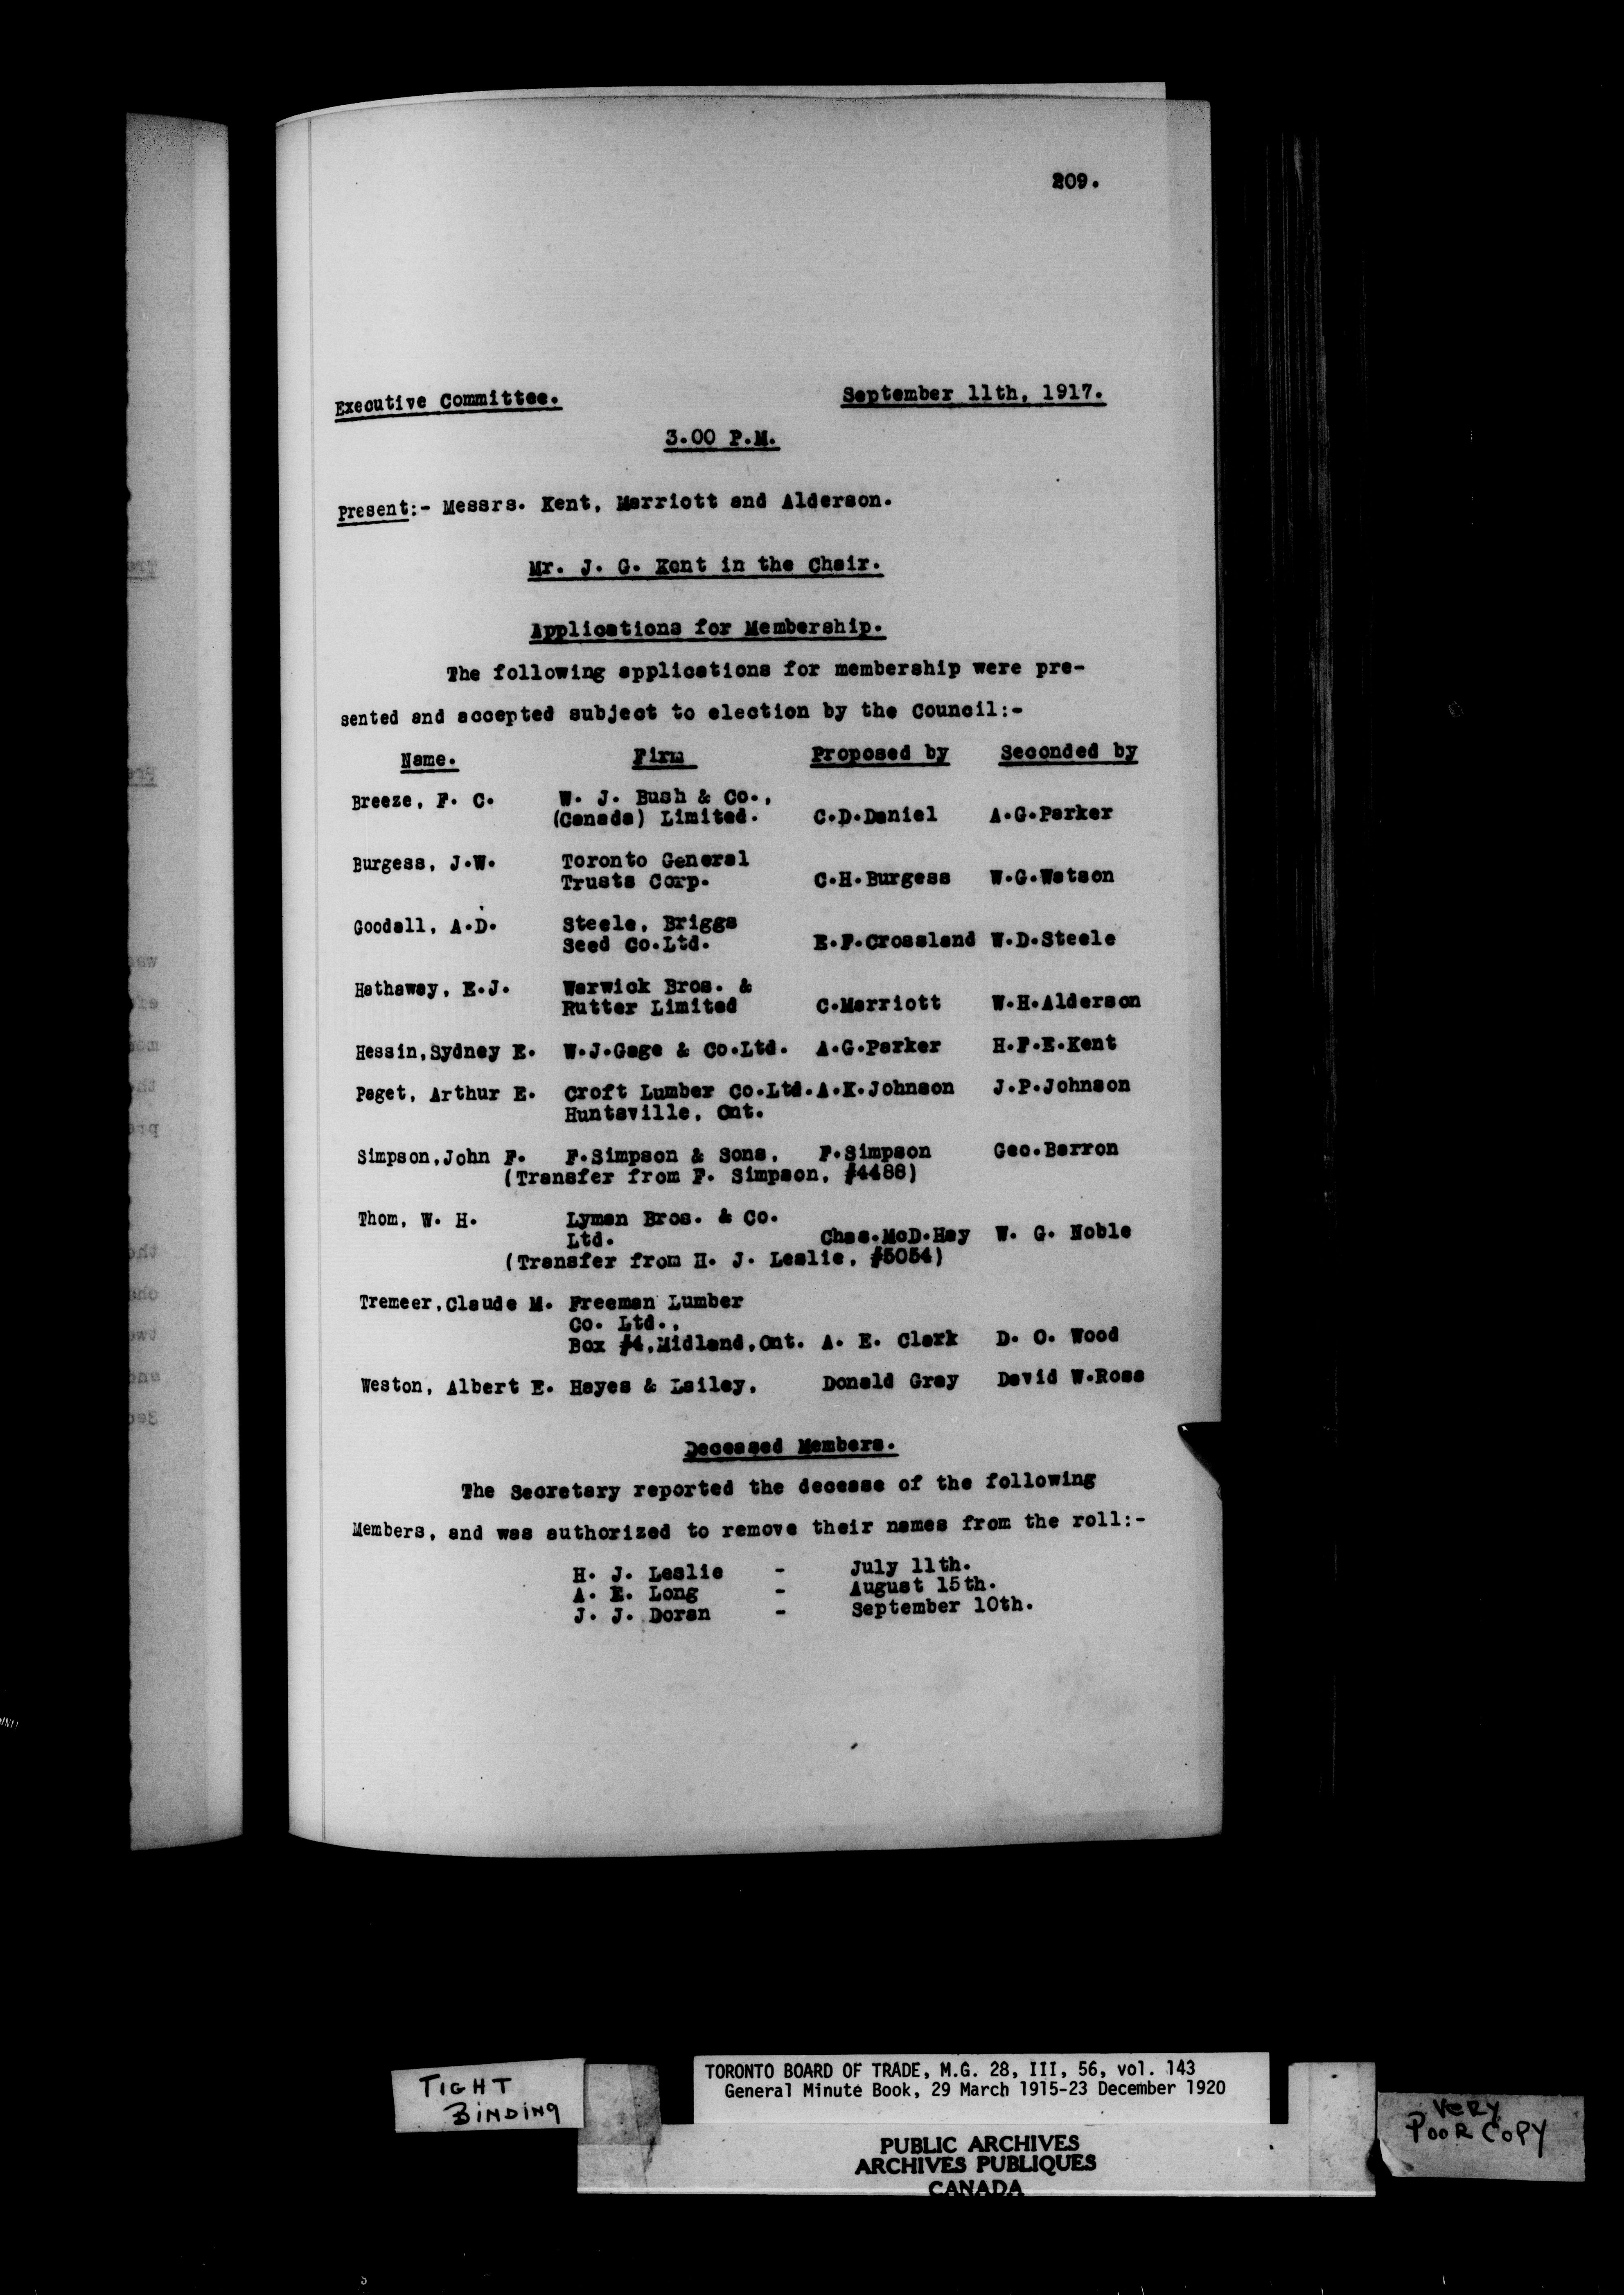 209.
Executive Committee. September 11th, 1917.
3.00 P.M.
Present:- Messrs. Kent, Marriott and Alderson.
Mr. J. G. Kent in the Chair.
Applications for Membership.
The following applications for membership were pre-
sented and accepted subject to election by the Council:-
Name. Firm Proposed by Seconded by
Breeze, F. C. W. J. Bush & Co.,
(Canada) Limited. C.D.Daniel A.G.Parker
Burgess, J.W. Toronto General
Trusts Corp. C.H.Burgess W.G.Watson
Goodall, A.D. Steele, Briggs
Seed Co.Ltd. E.F.Crossland W.D.Steele
Hathaway, E.J. Warwick Bros. &
Rutter Limited C.Marriott W.H.Alderson
Hessin,Sydney E. W.J.Gage & Co.Ltd. A.G.Parker H.F.E.Kent
Paget, Arthur E. Croft Lumber Co.Ltd. A.K.Johnson J.P.Johnson
Huntsville, Ont.
Simpson,John F. F.Simpson & Sons, F.Simpson Geo.Barron
(Transfer from F. Simpson, #4488)
Thom, W. H. Lyman Bros. & Co.
Ltd. Chas.McD.Hay W. G. Noble
(Transfer from H. J. Leslie, #5054)
Tremeer,Claude M. Freeman Lumber
Co. Ltd.,
Box #4,Midland,Ont. A. E. Clark D. O. Wood
Weston, Albert E. Hayes & Lailey, Donald Gray David W.Ross
Deceased Members.
The Secretary reported the decease of the following
Members, and was authorized to remove their names from the roll:-
H. J. Leslie - July 11th.
A. E. Long - August 15th.
J. J. Doran - September 10th.
TIGHT
BINDING
TORONTO BOARD OF TRADE, M.G. 28, III, 56, vol. 143
General Minute Book, 29 March 1915-23 December 1920
PUBLIC ARCHIVES
ARCHIVES PUBLIQUES
CANADA
VERY
POOR COPY